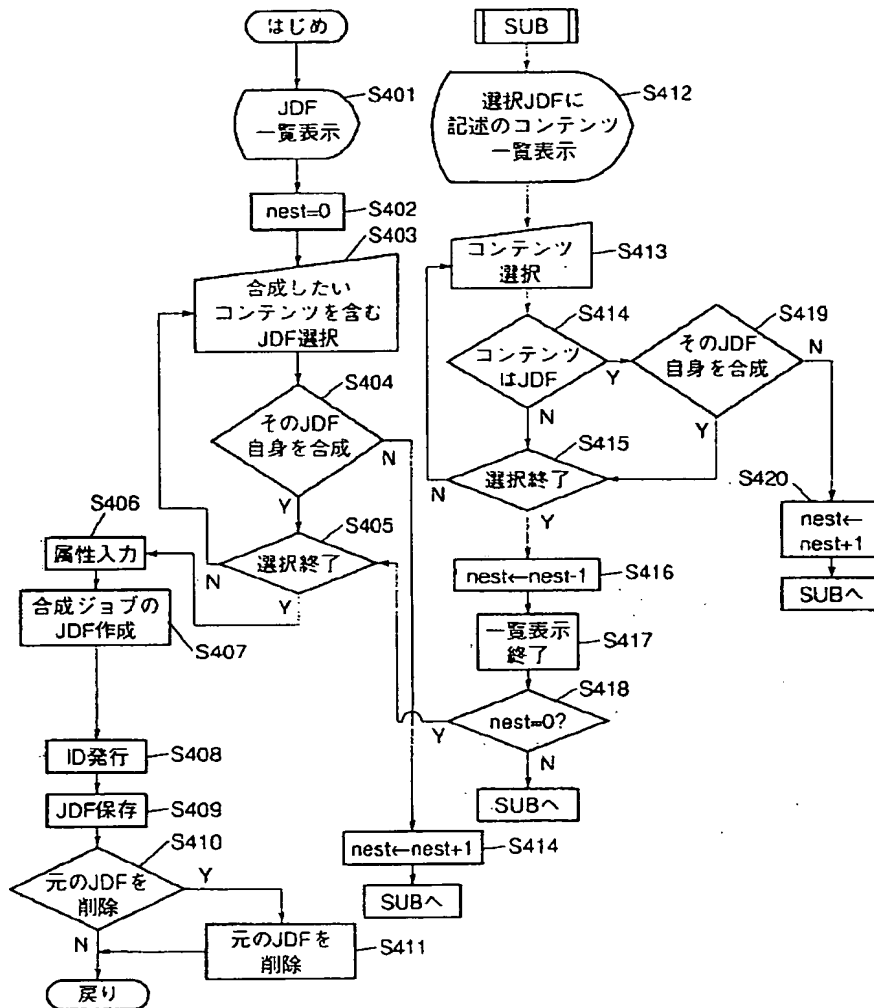 はじめ
JDF
一覧表示
S401
nest=0
S402
S403
合成したい
コンテンツを含む
JDF選択
S404
そのJDF
自身を合成
N
Y
S405
選択終了
N
Y
S406
属性入力
合成ジョブの
JDF作成
S407
ID発行
S408
JDF保存
S409
S410
元のJDFを
削除
Y
N
元のJDFを
削除
S411
戻り
nest←nest+1
S414
SUBへ
SUB
選択JDFに
記述のコンテンツ
一覧表示
S412
コンテンツ
選択
S413
S414
コンテンツ
はJDF
Y
N
S419
そのJDF
自身を合成
N
Y
S415
選択終了
N
Y
S420
nest←
nest+1
SUBへ
nest←nest-1
S416
一覧表示
終了
S417
S418
nest=0?
Y
N
SUBへ